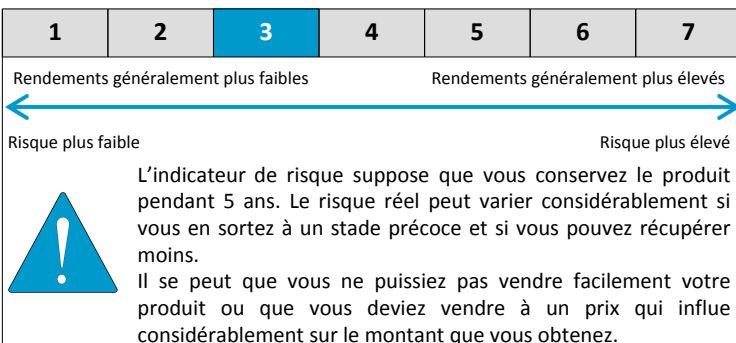 1 2 3 4 5 6 7
Rendements généralement plus faibles Rendements généralement plus élevés
Risque plus faible Risque plus élevé
L’indicateur de risque suppose que vous conservez le produit
pendant 5 ans. Le risque réel peut varier considérablement si
vous en sortez à un stade précoce et si vous pouvez récupérer
moins.
Il se peut que vous ne puissiez pas vendre facilement votre
produit ou que vous deviez vendre à un prix qui influe
considérablement sur le montant que vous obtenez.